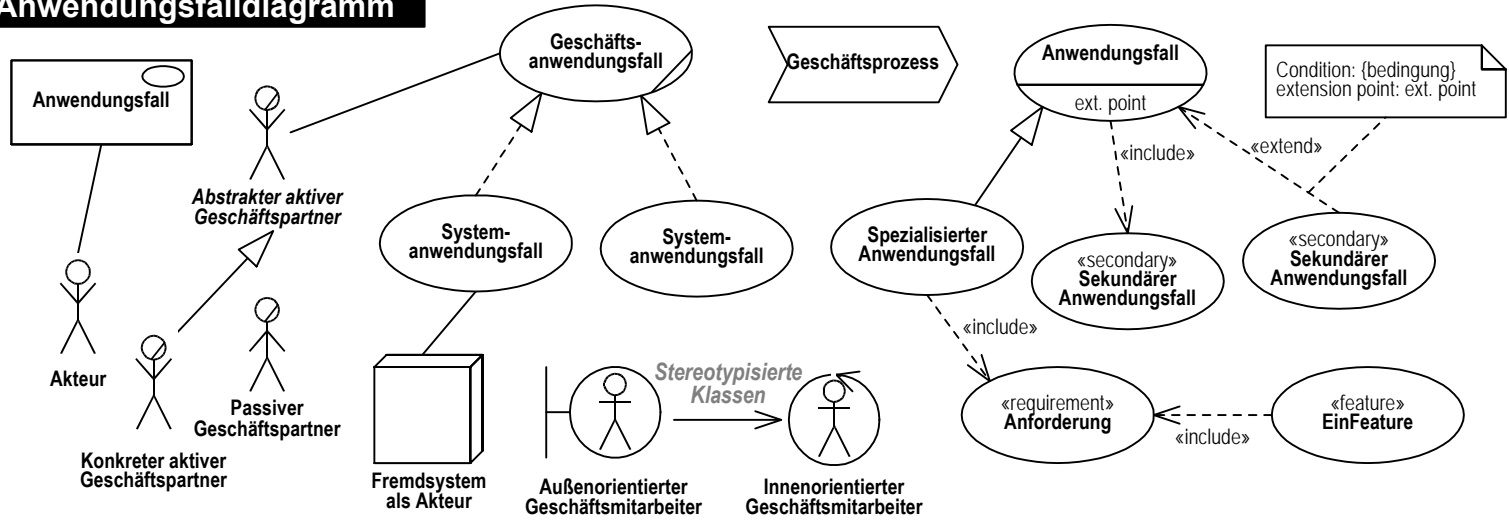 Anwendungsfalldiagramm
Anwendungsfall
Geschäfts-
anwendungsfall
Geschäftsprozess
Anwendungsfall
ext. point
Condition: {bedingung}
extension point: ext. point
«include»
«extend»
Abstrakter aktiver
Geschäftspartner
System-
anwendungsfall
System-
anwendungsfall
Spezialisierter
Anwendungsfall
«secondary»
Sekundärer
Anwendungsfall
«secondary»
Sekundärer
Anwendungsfall
«include»
Akteur
Passiver
Geschäftspartner
Konkreter aktiver
Geschäftspartner
Fremdsystem
als Akteur
Stereotypisierte
Klassen
Außenorientierter
Geschäftsmitarbeiter
Innenorientierter
Geschäftsmitarbeiter
«requirement»
Anforderung
«include»
«feature»
EinFeature